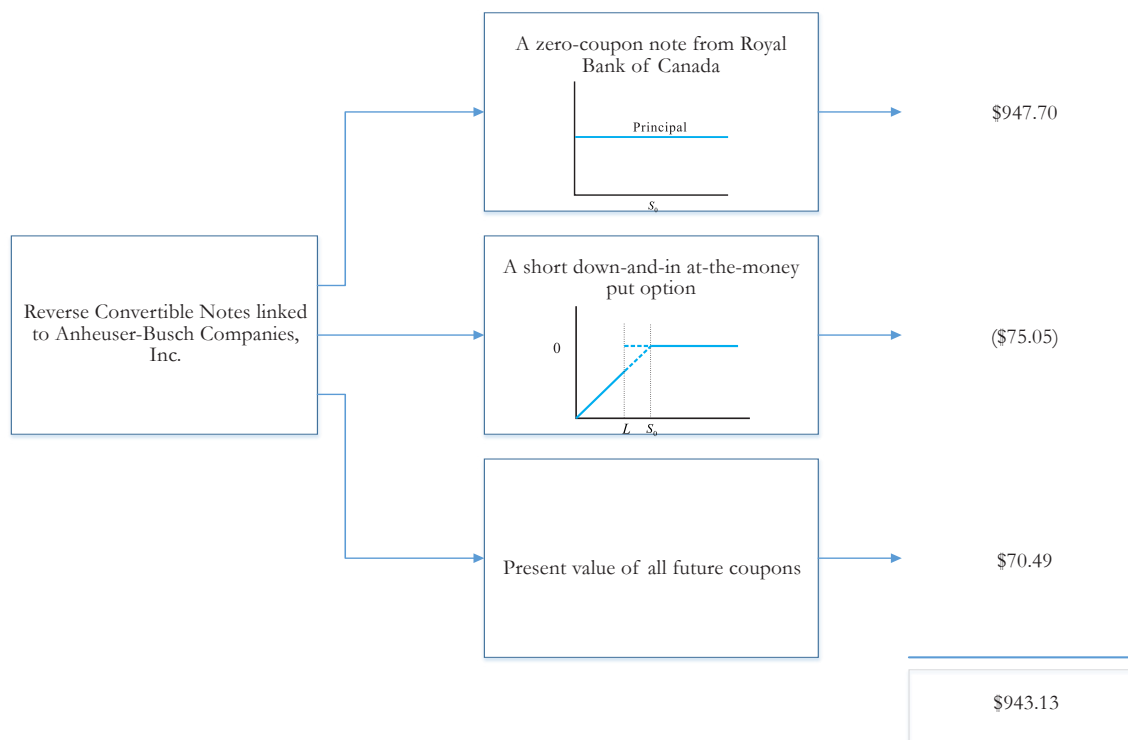 Reverse Convertible Notes linked
to Anheuser-Busch Companies,
Inc.
A zero-coupon note from Royal
Bank of Canada
Principal
S₀
$947.70
A short down-and-in at-the-money
put option
0
L S₀
($75.05)
Present value of all future coupons
$70.49
$943.13